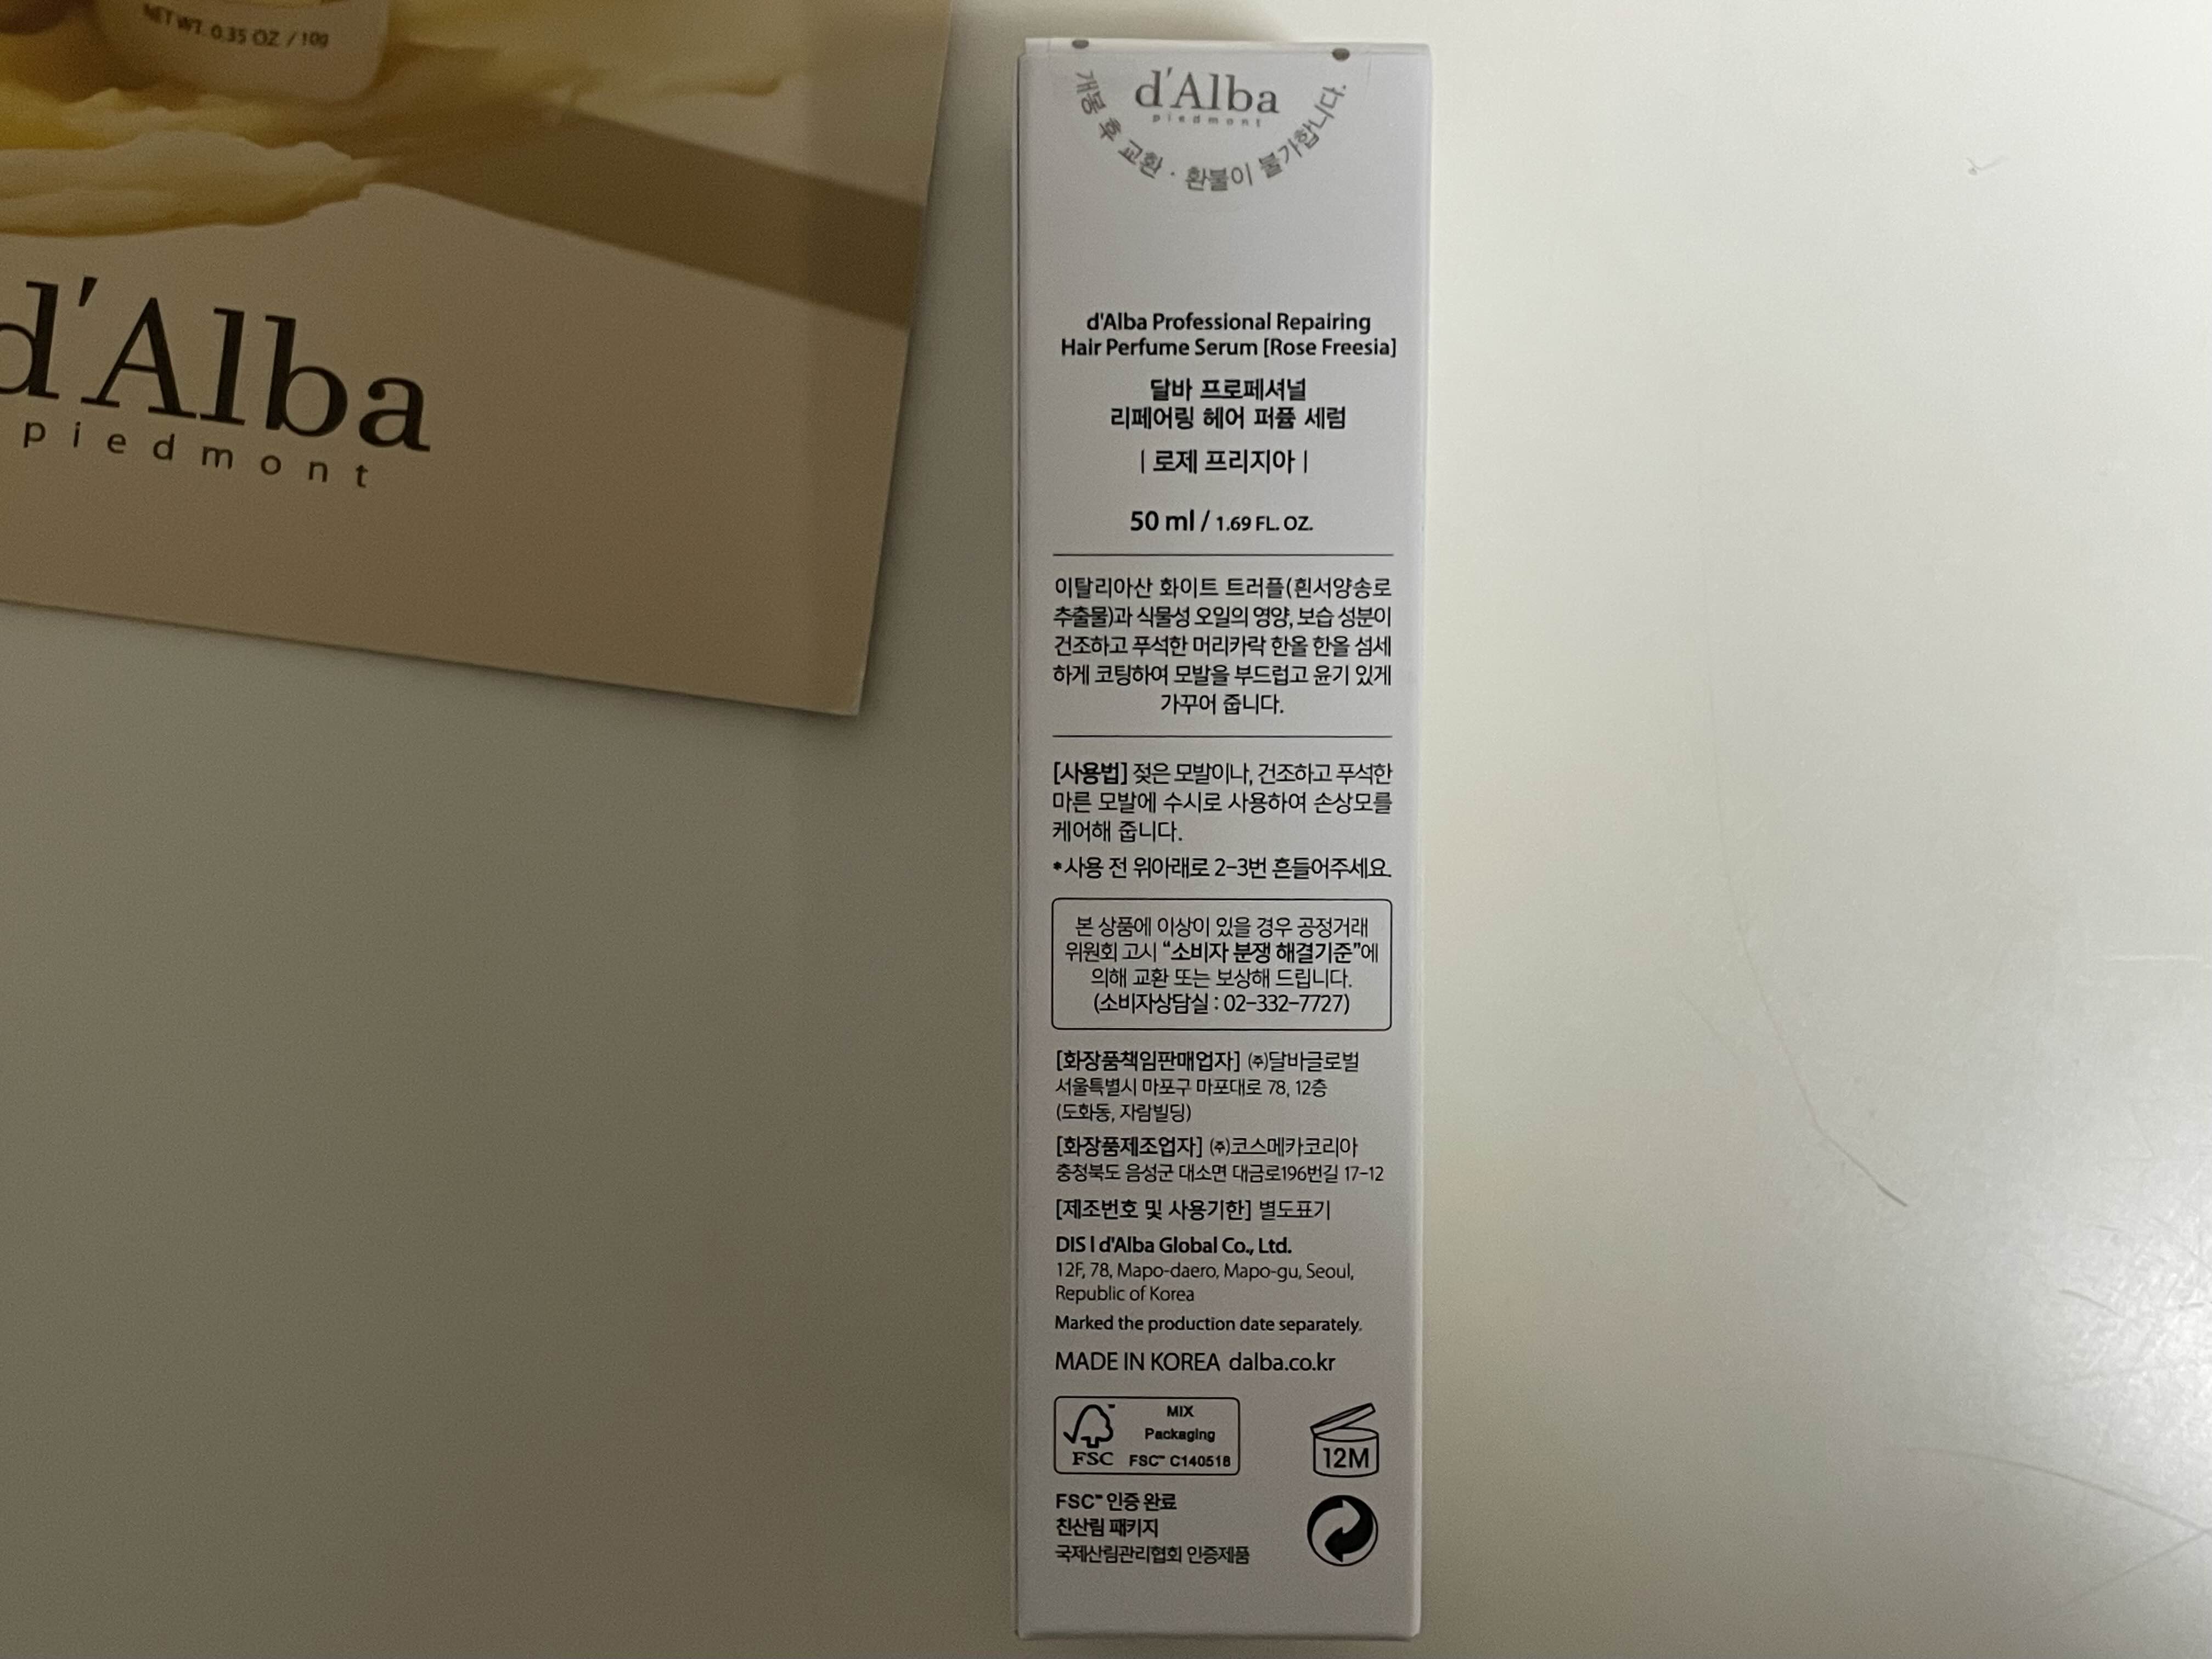 NET WT. 0.35 OZ / 10g
d'Alba
piedmont
d'Alba
piedmont
개봉 후 교환 · 환불이 불가합니다.
d'Alba Professional Repairing
Hair Perfume Serum [Rose Freesia]
달바 프로페셔널
리페어링 헤어 퍼퓸 세럼
| 로제 프리지아 |
50 ml / 1.69 FL. OZ.
이탈리아산 화이트 트러플(흰서양송로
추출물)과 식물성 오일의 영양, 보습 성분이
건조하고 푸석한 머리카락 한올 한올 섬세
하게 코팅하여 모발을 부드럽고 윤기 있게
가꾸어 줍니다.
[사용법] 젖은 모발이나, 건조하고 푸석한
마른 모발에 수시로 사용하여 손상모를
케어해 줍니다.
*사용 전 위아래로 2-3번 흔들어주세요.
본 상품에 이상이 있을 경우 공정거래
위원회 고시 “소비자 분쟁 해결기준”에
의해 교환 또는 보상해 드립니다.
(소비자상담실 : 02-332-7727)
[화장품책임판매업자] ㈜달바글로벌
서울특별시 마포구 마포대로 78, 12층
(도화동, 자람빌딩)
[화장품제조업자] ㈜코스메카코리아
충청북도 음성군 대소면 대금로196번길 17-12
[제조번호 및 사용기한] 별도표기
DIS l d'Alba Global Co., Ltd.
12F, 78, Mapo-daero, Mapo-gu, Seoul,
Republic of Korea
Marked the production date separately.
MADE IN KOREA dalba.co.kr
MIX
Packaging
FSC FSC™ C140518
12M
FSC™ 인증 완료
친산림 패키지
국제산림관리협회 인증제품